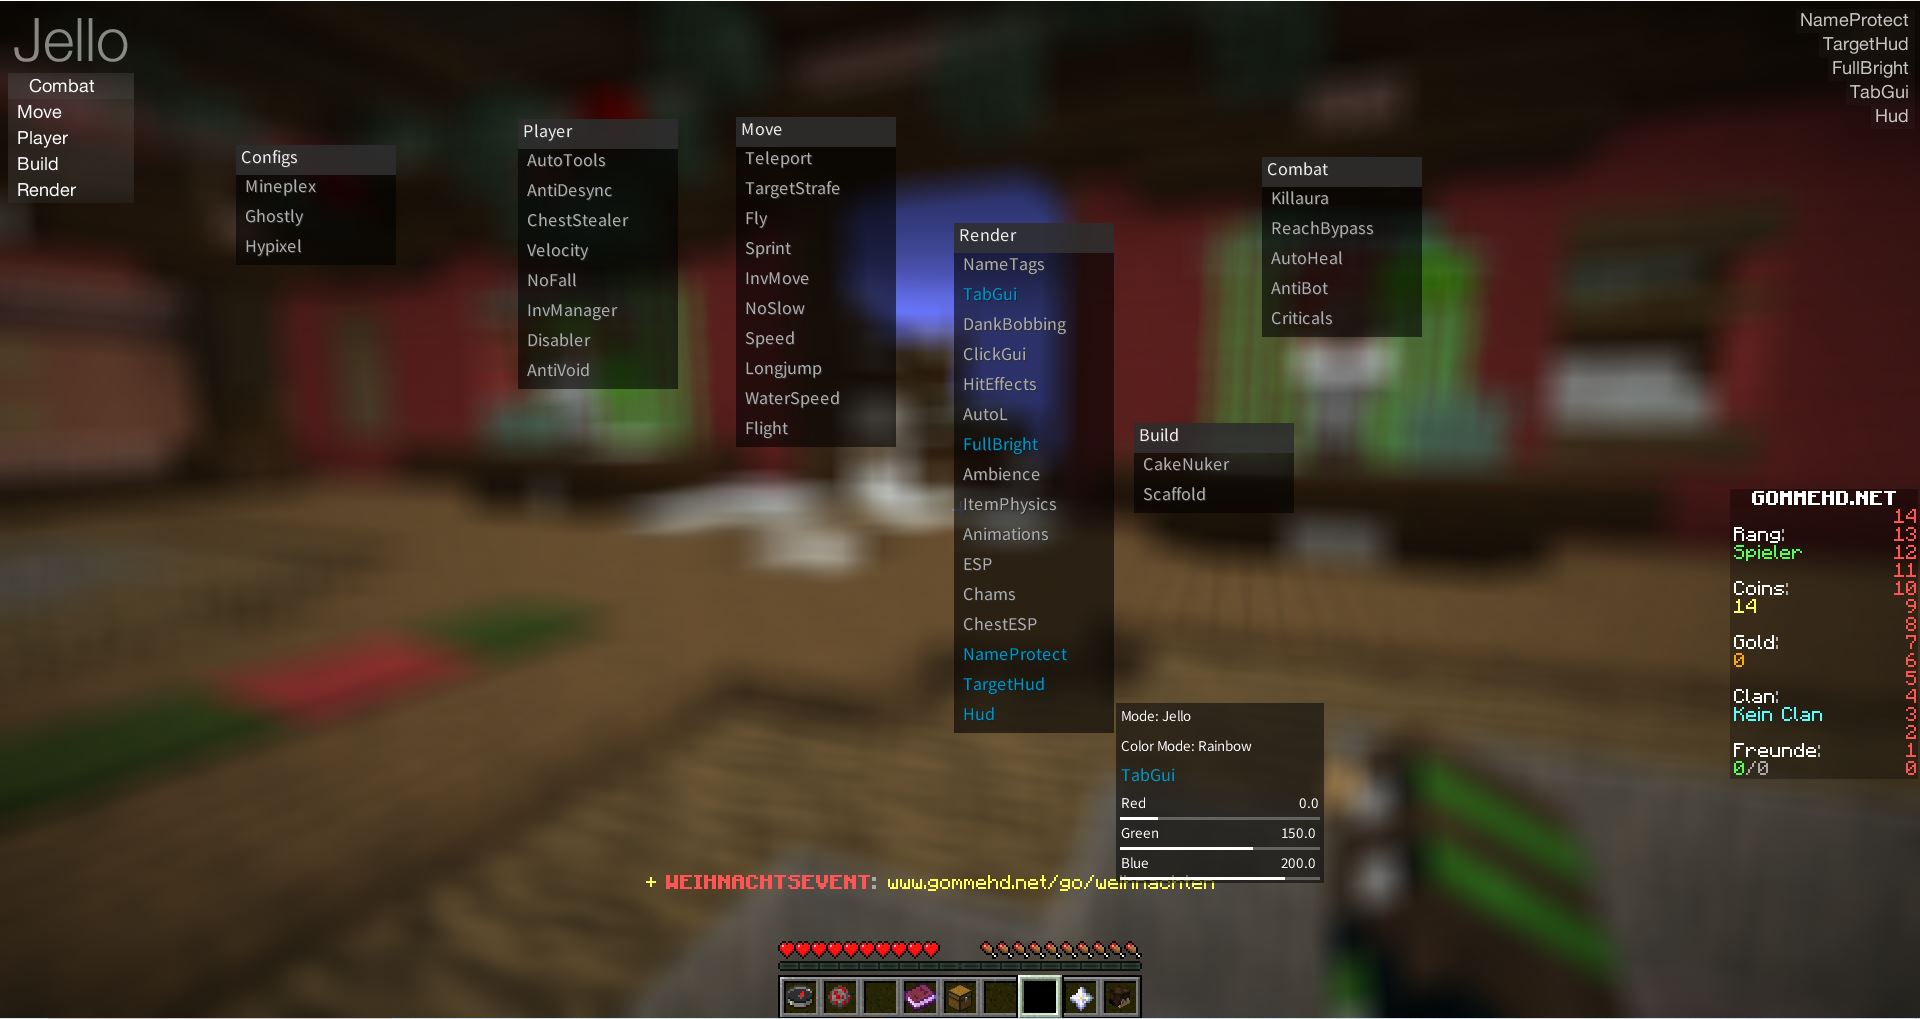 Jello
Combat
Move
Player
Build
Render
NameProtect
TargetHud
FullBright
TabGui
Hud
Configs
Mineplex
Ghostly
Hypixel
Player
AutoTools
AntiDesync
ChestStealer
Velocity
NoFall
InvManager
Disabler
AntiVoid
Move
Teleport
TargetStrafe
Fly
Sprint
InvMove
NoSlow
Speed
Longjump
WaterSpeed
Flight
Render
NameTags
TabGui
DankBobbing
ClickGui
HitEffects
AutoL
FullBright
Ambience
ItemPhysics
Animations
ESP
Chams
ChestESP
NameProtect
TargetHud
Hud
Combat
Killaura
ReachBypass
AutoHeal
AntiBot
Criticals
Build
CakeNuker
Scaffold
Mode: Jello
Color Mode: Rainbow
TabGui
Red 0.0
Green 150.0
Blue 200.0
GOMMEHD.NET
14
Rang: 13
Spieler 12
11
Coins: 10
14 9
8
Gold: 7
0 6
5
Clan: 4
Kein Clan 3
2
Freunde: 1
0/0 0
+ WEIHNACHTSEVENT: www.gommehd.net/go/weihnachten